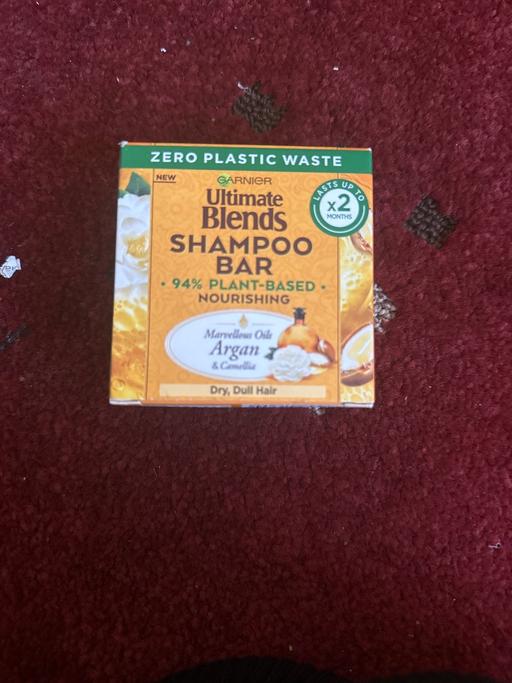 ZERO PLASTIC WASTE
NEW
GARNIER
LASTS UP TO
x2
MONTHS
Ultimate
Blends
SHAMPOO
BAR
• 94% PLANT-BASED •
NOURISHING
Marvellous Oils
Argan
& Camellia
Dry, Dull Hair